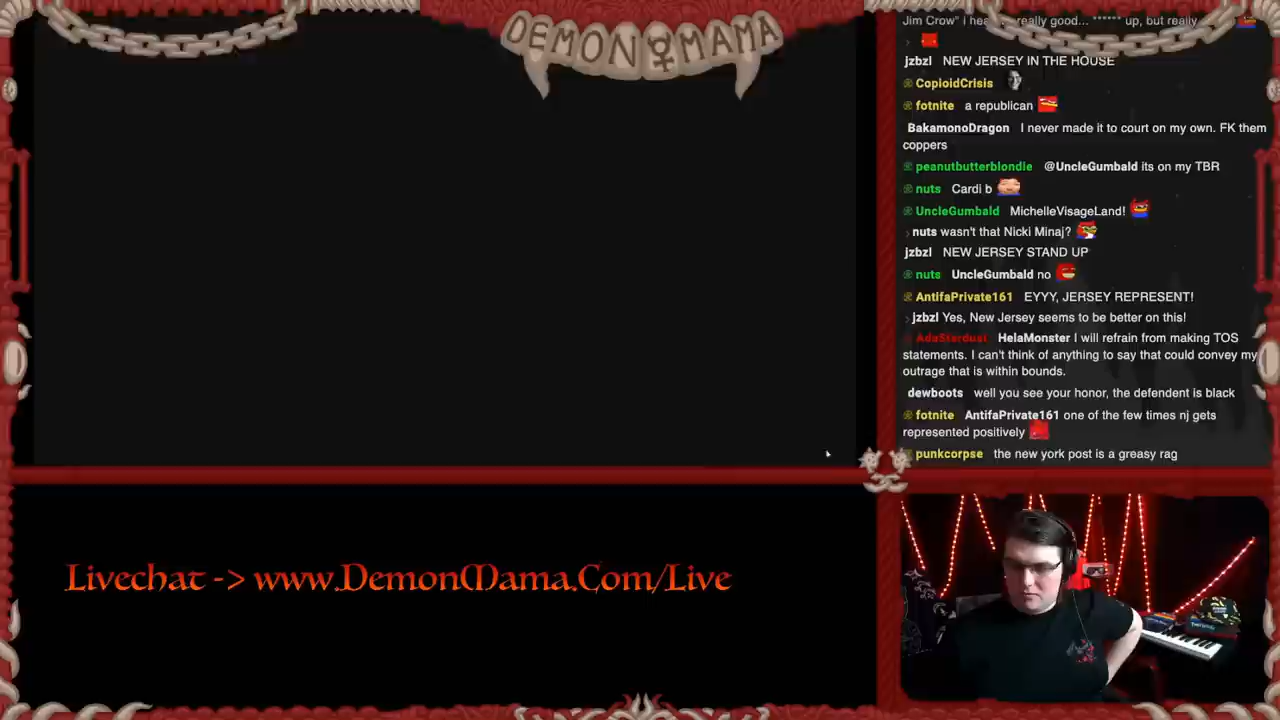 DEMON MAMA
Jim Crow" i really good... ****** up, but really
jzbzl NEW JERSEY IN THE HOUSE
CopioidCrisis
fotnite a republican
BakamonoDragon I never made it to court on my own. FK them
coppers
peanutbutterblondie @UncleGumbald its on my TBR
nuts Cardi b
UncleGumbald MichelleVisageLand!
nuts wasn't that Nicki Minaj?
jzbzl NEW JERSEY STAND UP
nuts UncleGumbald no
AntifaPrivate161 EYYY, JERSEY REPRESENT!
jzbzl Yes, New Jersey seems to be better on this!
AdaStardust HelaMonster I will refrain from making TOS
statements. I can't think of anything to say that could convey my
outrage that is within bounds.
dewboots well you see your honor, the defendent is black
fotnite AntifaPrivate161 one of the few times nj gets
represented positively
punkcorpse the new york post is a greasy rag
Livechat -> www.DemonMama.Com/Live